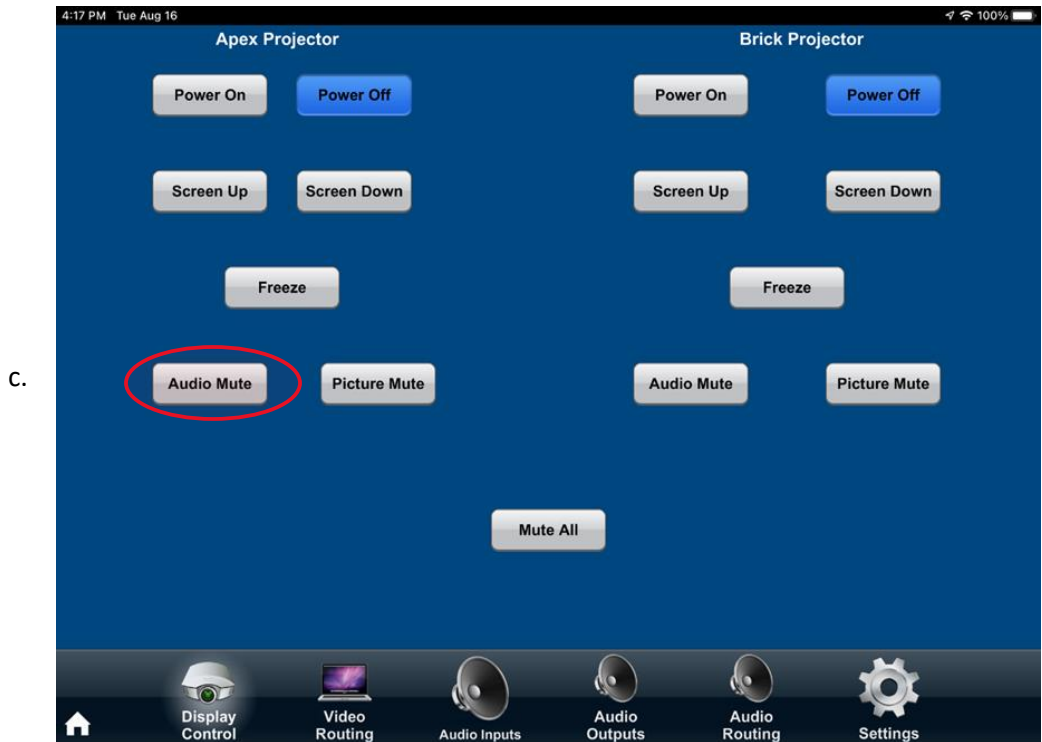 4:17 PM Tue Aug 16 100%
Apex Projector Brick Projector
Power On Power Off Power On Power Off
Screen Up Screen Down Screen Up Screen Down
Freeze Freeze
c. Audio Mute Picture Mute Audio Mute Picture Mute
Mute All
Display Control
Video Routing
Audio Inputs
Audio Outputs
Audio Routing
Settings